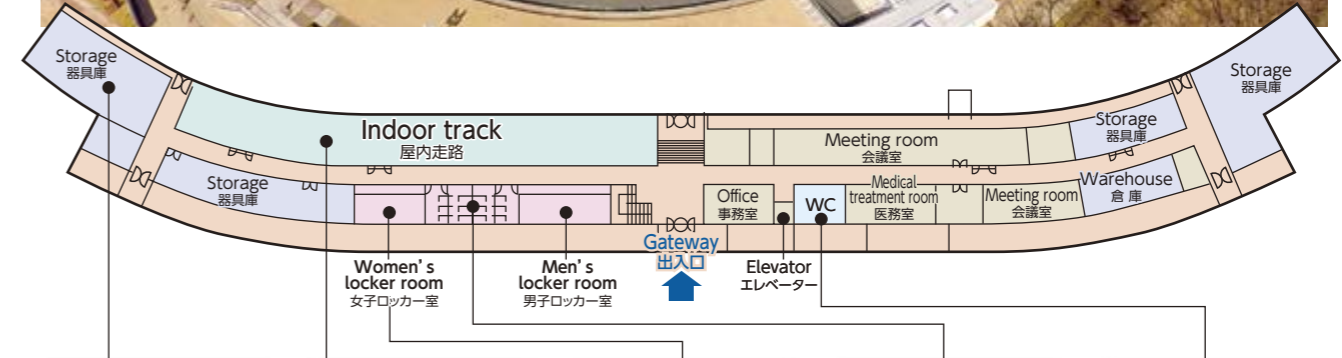 Storage
器具庫
Indoor track
屋内走路
Storage
器具庫
Meeting room
会議室
Storage
器具庫
Storage
器具庫
Office
事務室
WC
Medical
treatment room
医務室
Meeting room
会議室
Warehouse
倉 庫
Gateway
出入口
Women's
locker room
女子ロッカー室
Men's
locker room
男子ロッカー室
Elevator
エレベーター